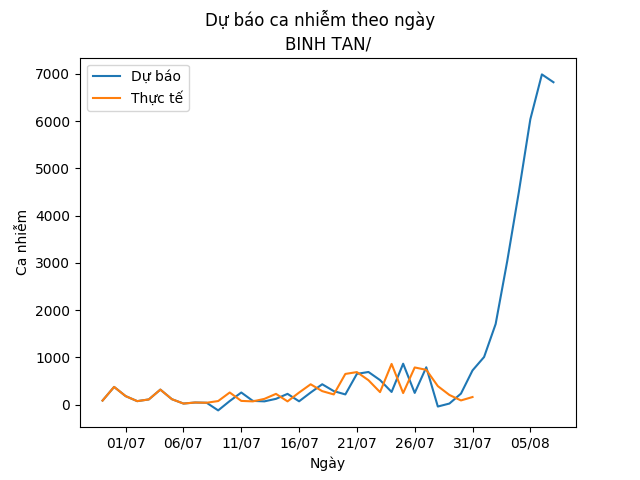 Dự báo ca nhiễm theo ngày
BINH TAN/
Dự báo
Thực tế
Ca nhiễm
7000
6000
5000
4000
3000
2000
1000
0
01/07 06/07 11/07 16/07 21/07 26/07 31/07 05/08
Ngày